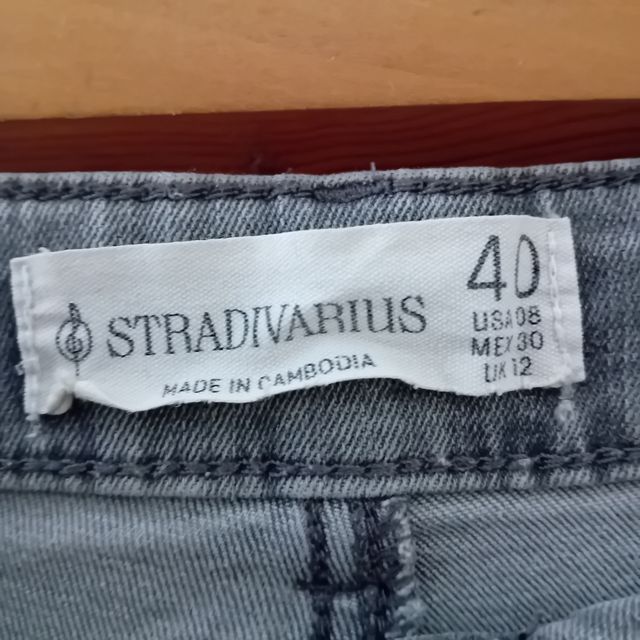 STRADIVARIUS
MADE IN CAMBODIA
40
USA 08
MEX 30
UK 12